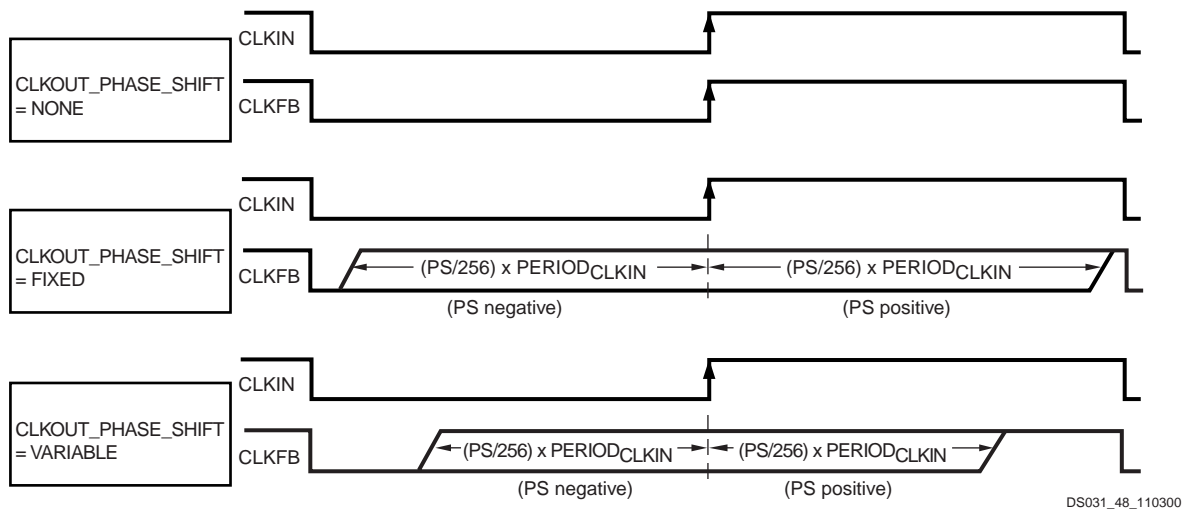 CLKOUT_PHASE_SHIFT
= NONE
CLKIN
CLKFB
CLKOUT_PHASE_SHIFT
= FIXED
CLKIN
CLKFB
(PS/256) x PERIODCLKIN
(PS/256) x PERIODCLKIN
(PS negative)
(PS positive)
CLKOUT_PHASE_SHIFT
= VARIABLE
CLKIN
CLKFB
(PS/256) x PERIODCLKIN
(PS/256) x PERIODCLKIN
(PS negative)
(PS positive)
DS031_48_110300